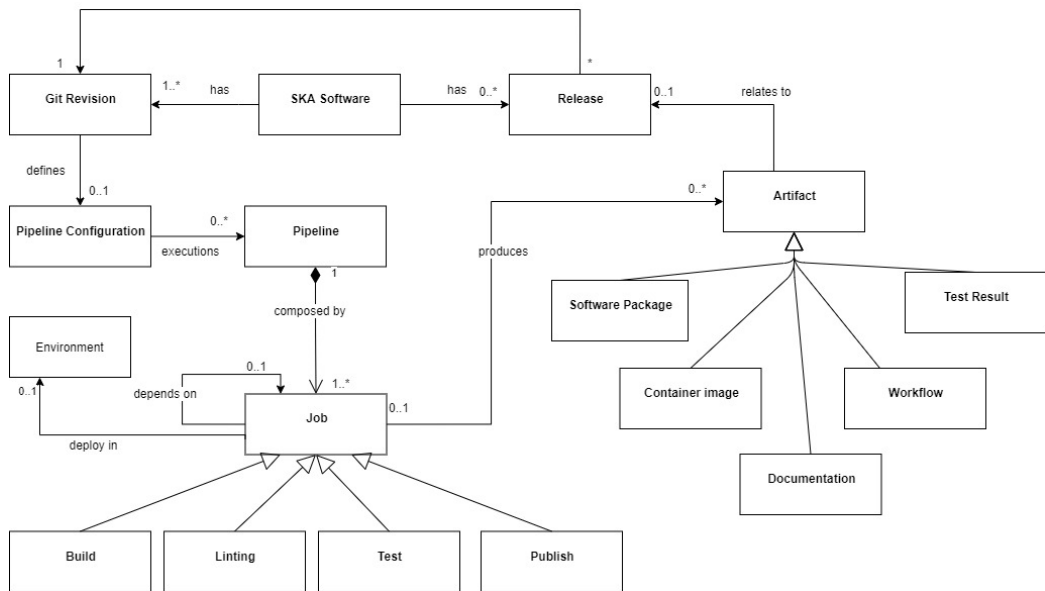 1
*
Git Revision
1..*
has
SKA Software
has
0..*
Release
0..1
relates to
defines
0..1
0..*
Artifact
Pipeline Configuration
0..*
executions
Pipeline
produces
1
composed by
Software Package
Test Result
Environment
0..1
0..1
depends on
1..*
Job
0..1
Container image
Workflow
deploy in
Documentation
Build
Linting
Test
Publish